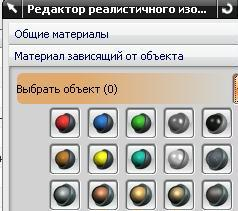 Редактор реалистичного изо...
Общие материалы
Материал зависящий от объекта
Выбрать объект (0)